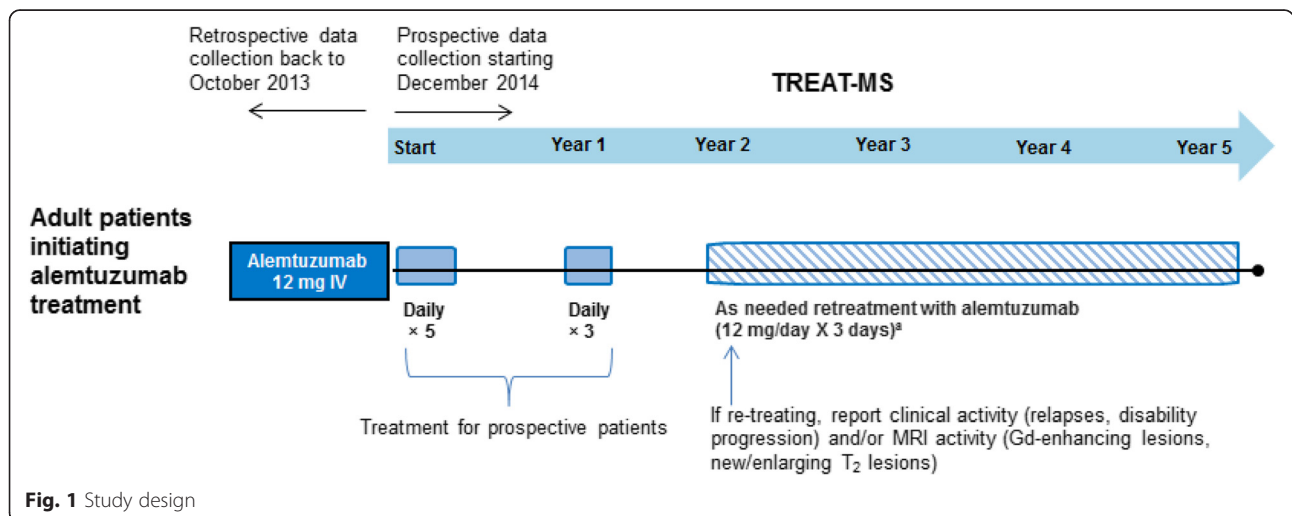 Retrospective data
collection back to
October 2013
Prospective data
collection starting
December 2014
TREAT-MS
Start Year 1 Year 2 Year 3 Year 4 Year 5
Adult patients
initiating
alemtuzumab
treatment
Alemtuzumab
12 mg IV
Daily
× 5
Daily
× 3
As needed retreatment with alemtuzumab
(12 mg/day X 3 days)ª
Treatment for prospective patients
If re-treating, report clinical activity (relapses, disability
progression) and/or MRI activity (Gd-enhancing lesions,
new/enlarging T₂ lesions)
Fig. 1 Study design